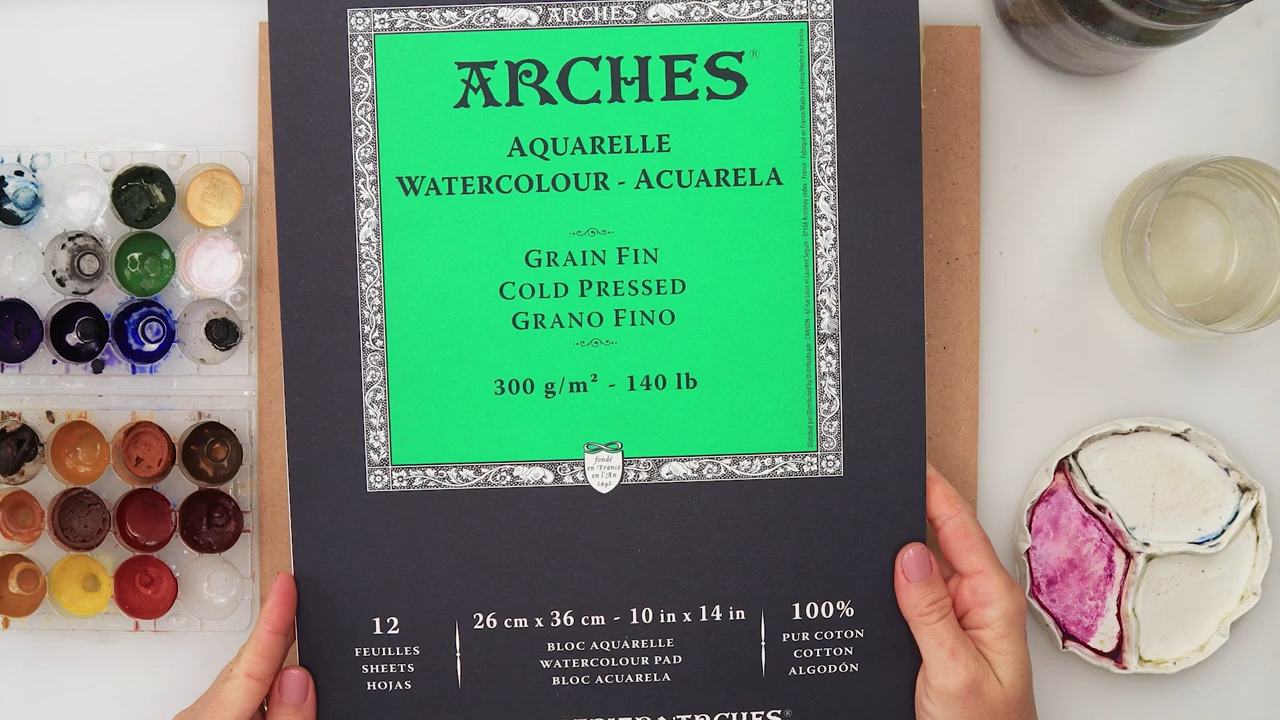 ARCHES
ARCHES®
AQUARELLE
WATERCOLOUR - ACUARELA
GRAIN FIN
COLD PRESSED
GRANO FINO
300 g/m² - 140 lb
fondé
en France
en l'An
1492
12
FEUILLES
SHEETS
HOJAS
26 cm x 36 cm - 10 in x 14 in
BLOC AQUARELLE
WATERCOLOUR PAD
BLOC ACUARELA
100%
PUR COTON
COTTON
ALGODÓN
ARCHES®